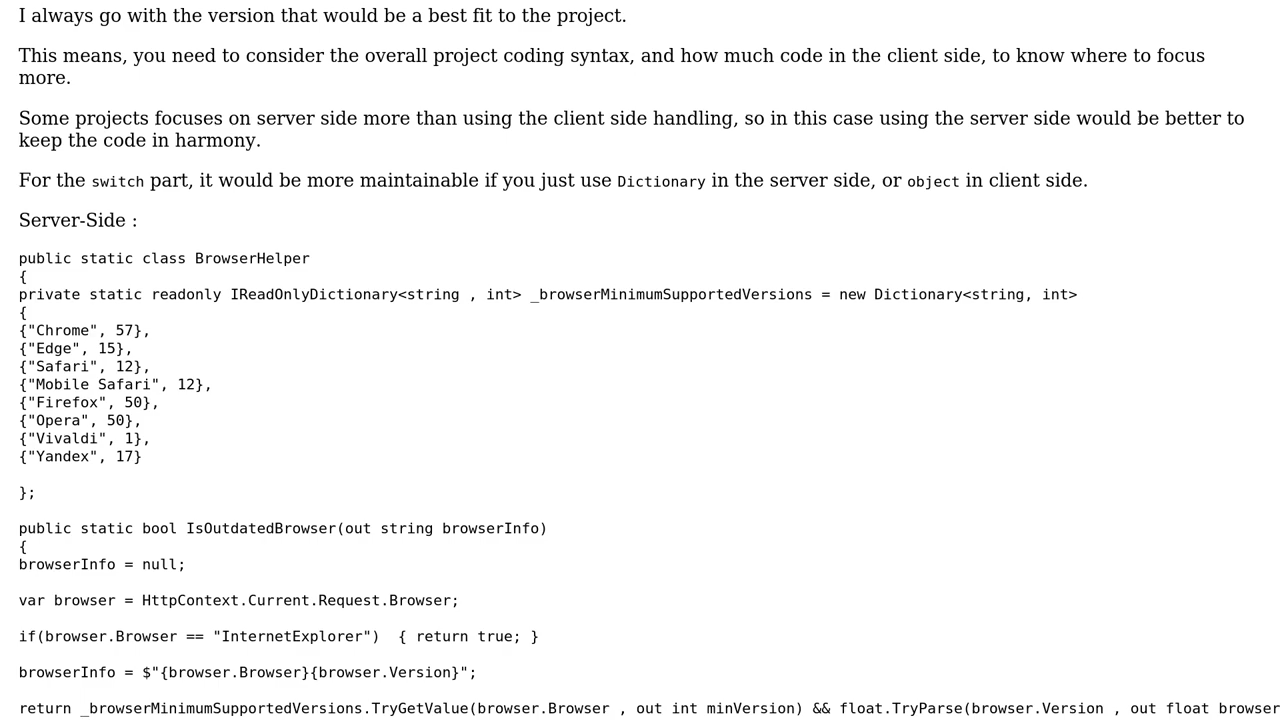 I always go with the version that would be a best fit to the project.
This means, you need to consider the overall project coding syntax, and how much code in the client side, to know where to focus
more.
Some projects focuses on server side more than using the client side handling, so in this case using the server side would be better to
keep the code in harmony.
For the switch part, it would be more maintainable if you just use Dictionary in the server side, or object in client side.
Server-Side :
public static class BrowserHelper
{
private static readonly IReadOnlyDictionary<string , int> _browserMinimumSupportedVersions = new Dictionary<string, int>
{
{"Chrome", 57},
{"Edge", 15},
{"Safari", 12},
{"Mobile Safari", 12},
{"Firefox", 50},
{"Opera", 50},
{"Vivaldi", 1},
{"Yandex", 17}
};
public static bool IsOutdatedBrowser(out string browserInfo)
{
browserInfo = null;
var browser = HttpContext.Current.Request.Browser;
if(browser.Browser == "InternetExplorer")  { return true; }
browserInfo = $"{browser.Browser}{browser.Version}";
return _browserMinimumSupportedVersions.TryGetValue(browser.Browser , out int minVersion) && float.TryParse(browser.Version , out float browser